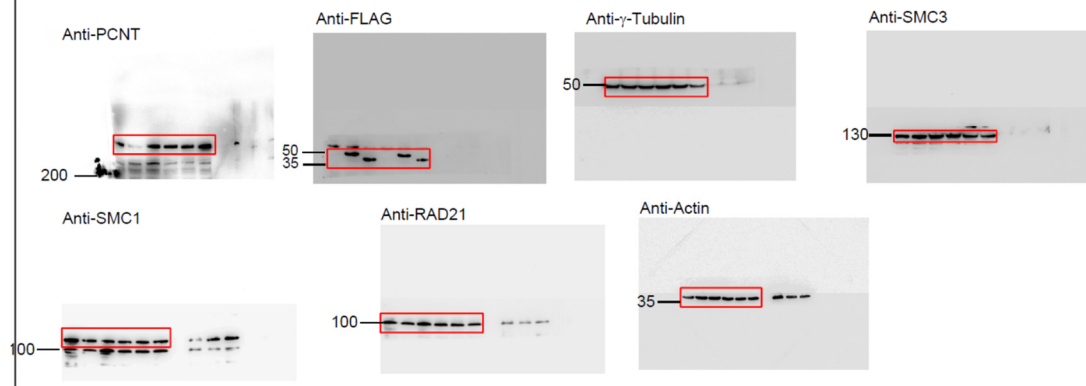 Anti-PCNT
Anti-FLAG
Anti-γ-Tubulin
Anti-SMC3
200
50
35
50
130
Anti-SMC1
Anti-RAD21
Anti-Actin
100
100
35